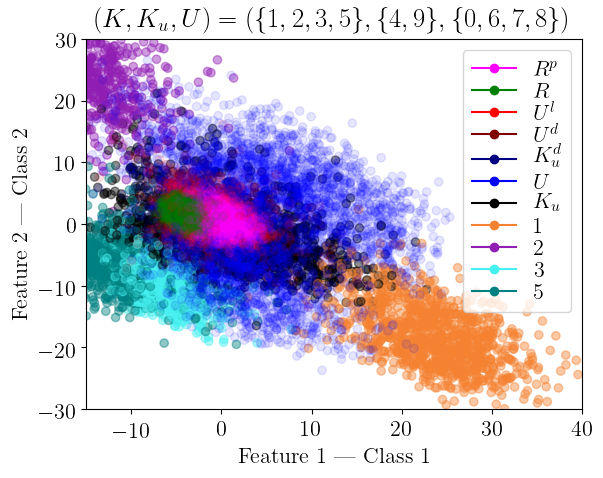 (K, K_u, U) = ({1, 2, 3, 5}, {4, 9}, {0, 6, 7, 8})
30
20
10
0
−10
−20
−30
Feature 2 — Class 2
R^p
R
U^l
U^d
K_u^d
U
K_u
1
2
3
5
−10
0
10
20
30
40
Feature 1 — Class 1